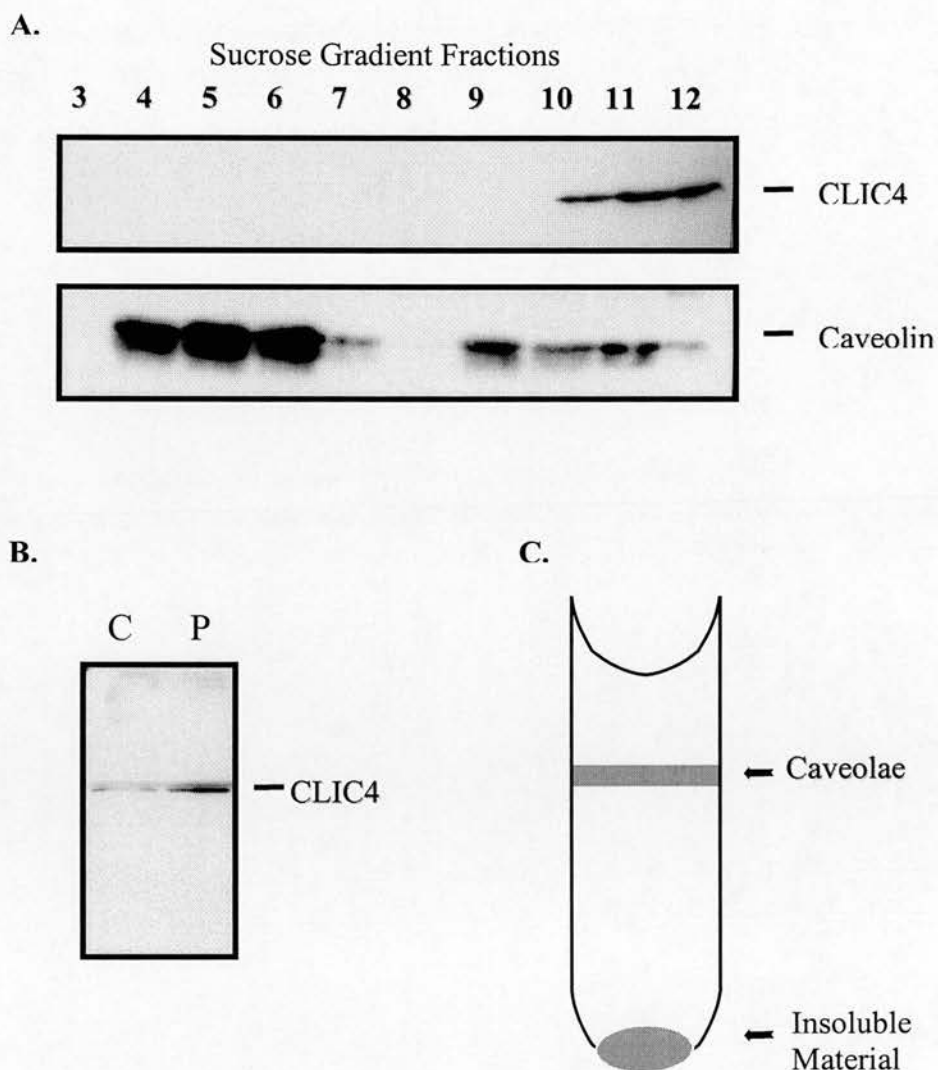 A.
Sucrose Gradient Fractions
3 4 5 6 7 8 9 10 11 12
CLIC4
Caveolin
B.
C P
CLIC4
C.
Caveolae
Insoluble
Material